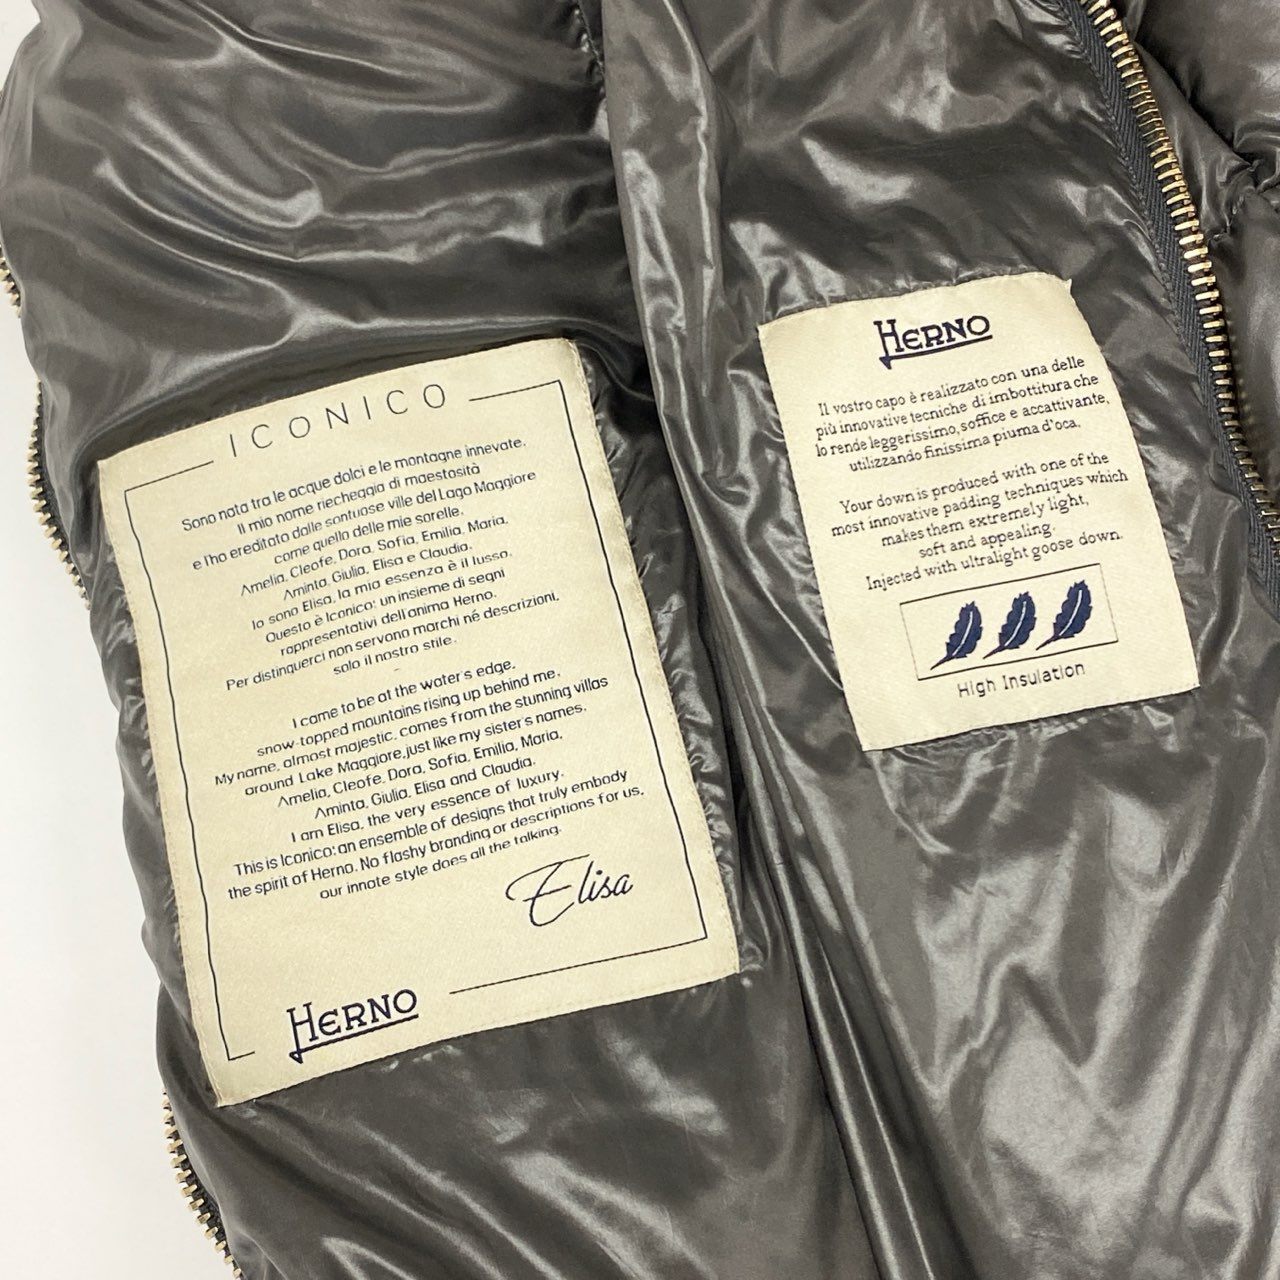 ICONICO
Sono nata tra le acque dolci e le montagne innevate.
Il mio nome riecheggia di maestosità
e l'ho ereditato dalle sontuose ville del Lago Maggiore
come quello delle mie sorelle.
Amelia, Cleofe, Dora, Sofia, Emilia, Maria,
Aminta, Giulia, Elisa e Claudia.
Io sono Elisa, la mia essenza è il lusso.
Questo è Iconico: un insieme di segni
rappresentativi dell'anima Herno.
Per distinguerci non servono marchi né descrizioni,
solo il nostro stile.
I came to be at the water's edge,
snow-topped mountains rising up behind me.
My name, almost majestic, comes from the stunning villas
around Lake Maggiore, just like my sister's names.
Amelia, Cleofe, Dora, Sofia, Emilia, Maria,
Aminta, Giulia, Elisa and Claudia.
I am Elisa, the very essence of luxury.
This is Iconico: an ensemble of designs that truly embody
the spirit of Herno. No flashy branding or descriptions for us,
our innate style does all the talking.
Elisa
HERNO
HERNO
Il vostro capo è realizzato con una delle
più innovative tecniche di imbottitura che
lo rende leggerissimo, soffice e accattivante,
utilizzando finissima piuma d'oca.
Your down is produced with one of the
most innovative padding techniques which
makes them extremely light,
soft and appealing.
Injected with ultralight goose down.
High Insulation